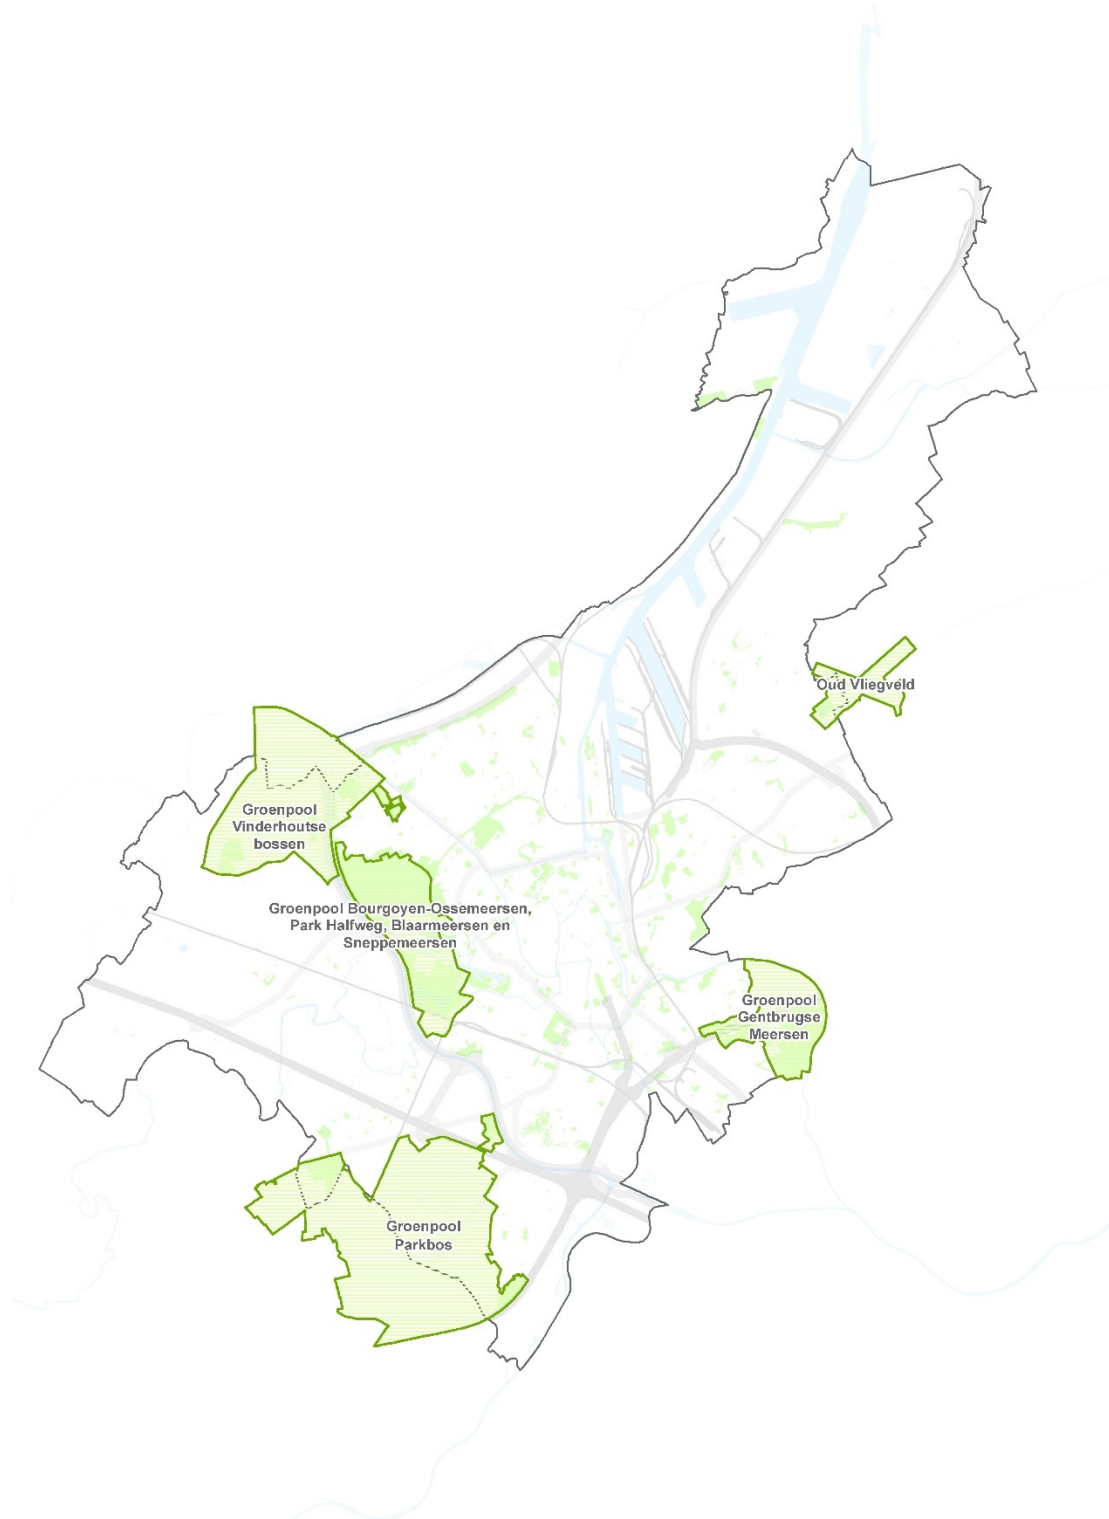 Oud Vliegveld
Groenpool
Vinderhoutse
bossen
Groenpool Bourgoyen-Ossemeersen,
Park Halfweg, Blaarmeersen en
Sneppemeersen
Groenpool
Gentbrugse
Meersen
Groenpool
Parkbos